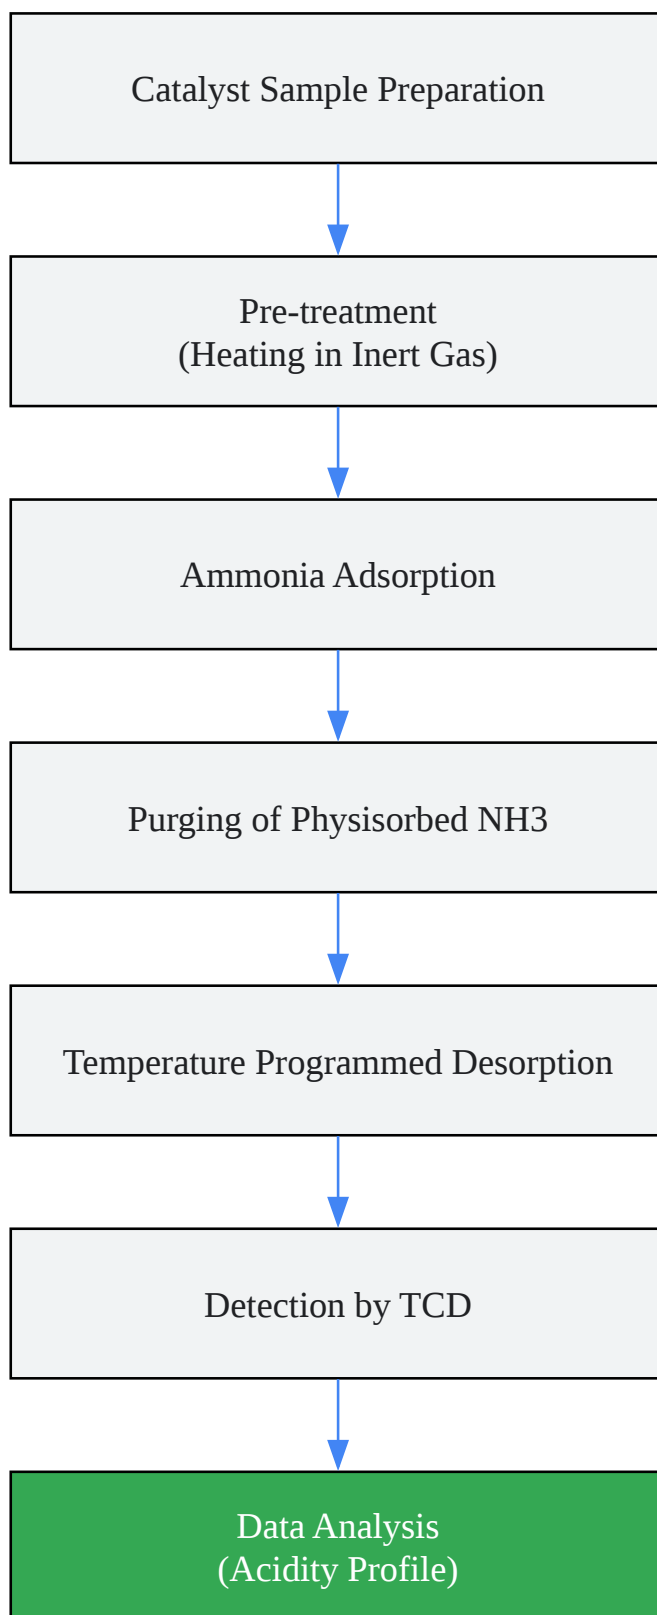 Catalyst Sample Preparation
Pre-treatment
(Heating in Inert Gas)
Ammonia Adsorption
Purging of Physisorbed NH3
Temperature Programmed Desorption
Detection by TCD
Data Analysis
(Acidity Profile)